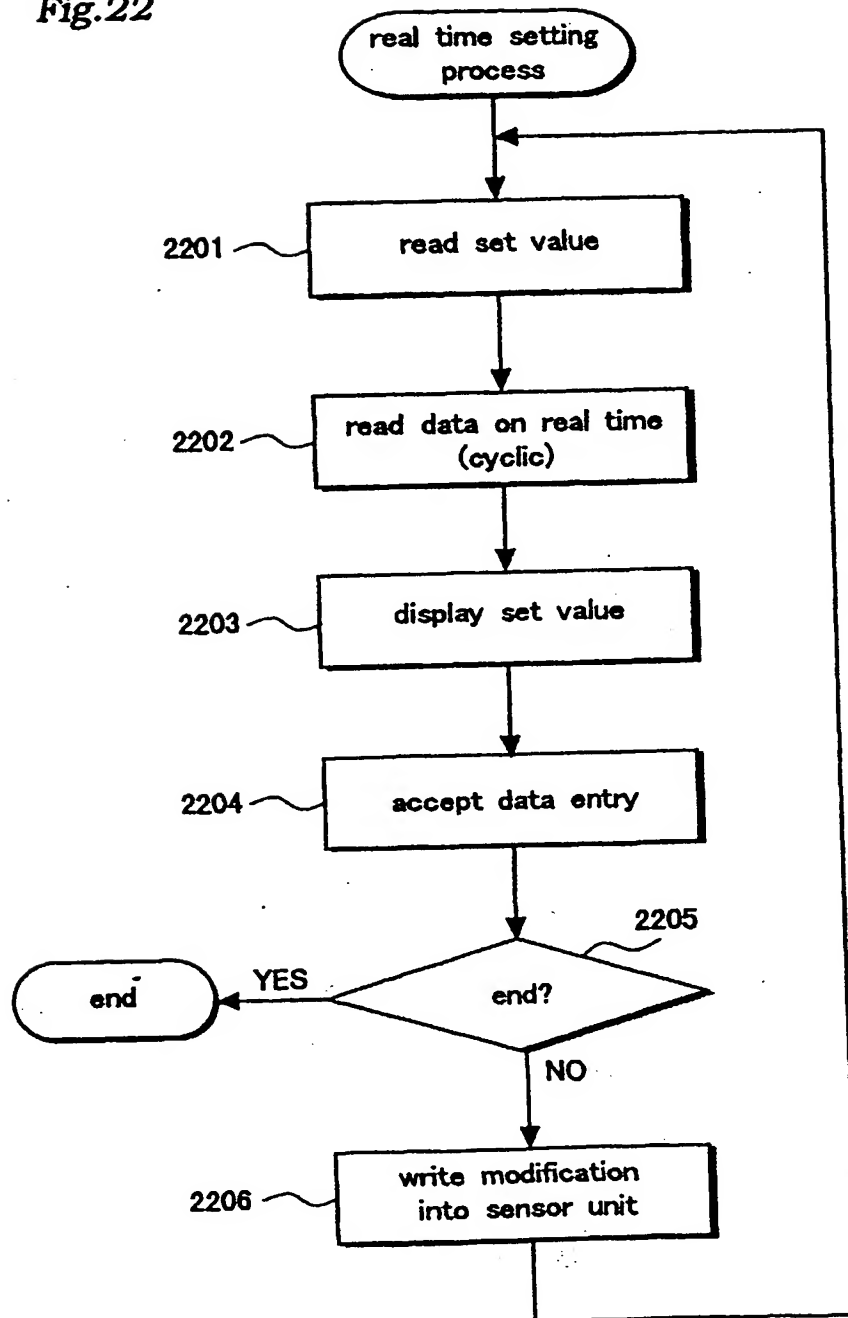 Fig.22
real time setting
process
2201
read set value
2202
read data on real time
(cyclic)
2203
display set value
2204
accept data entry
2205
end?
YES
end
NO
2206
write modification
into sensor unit